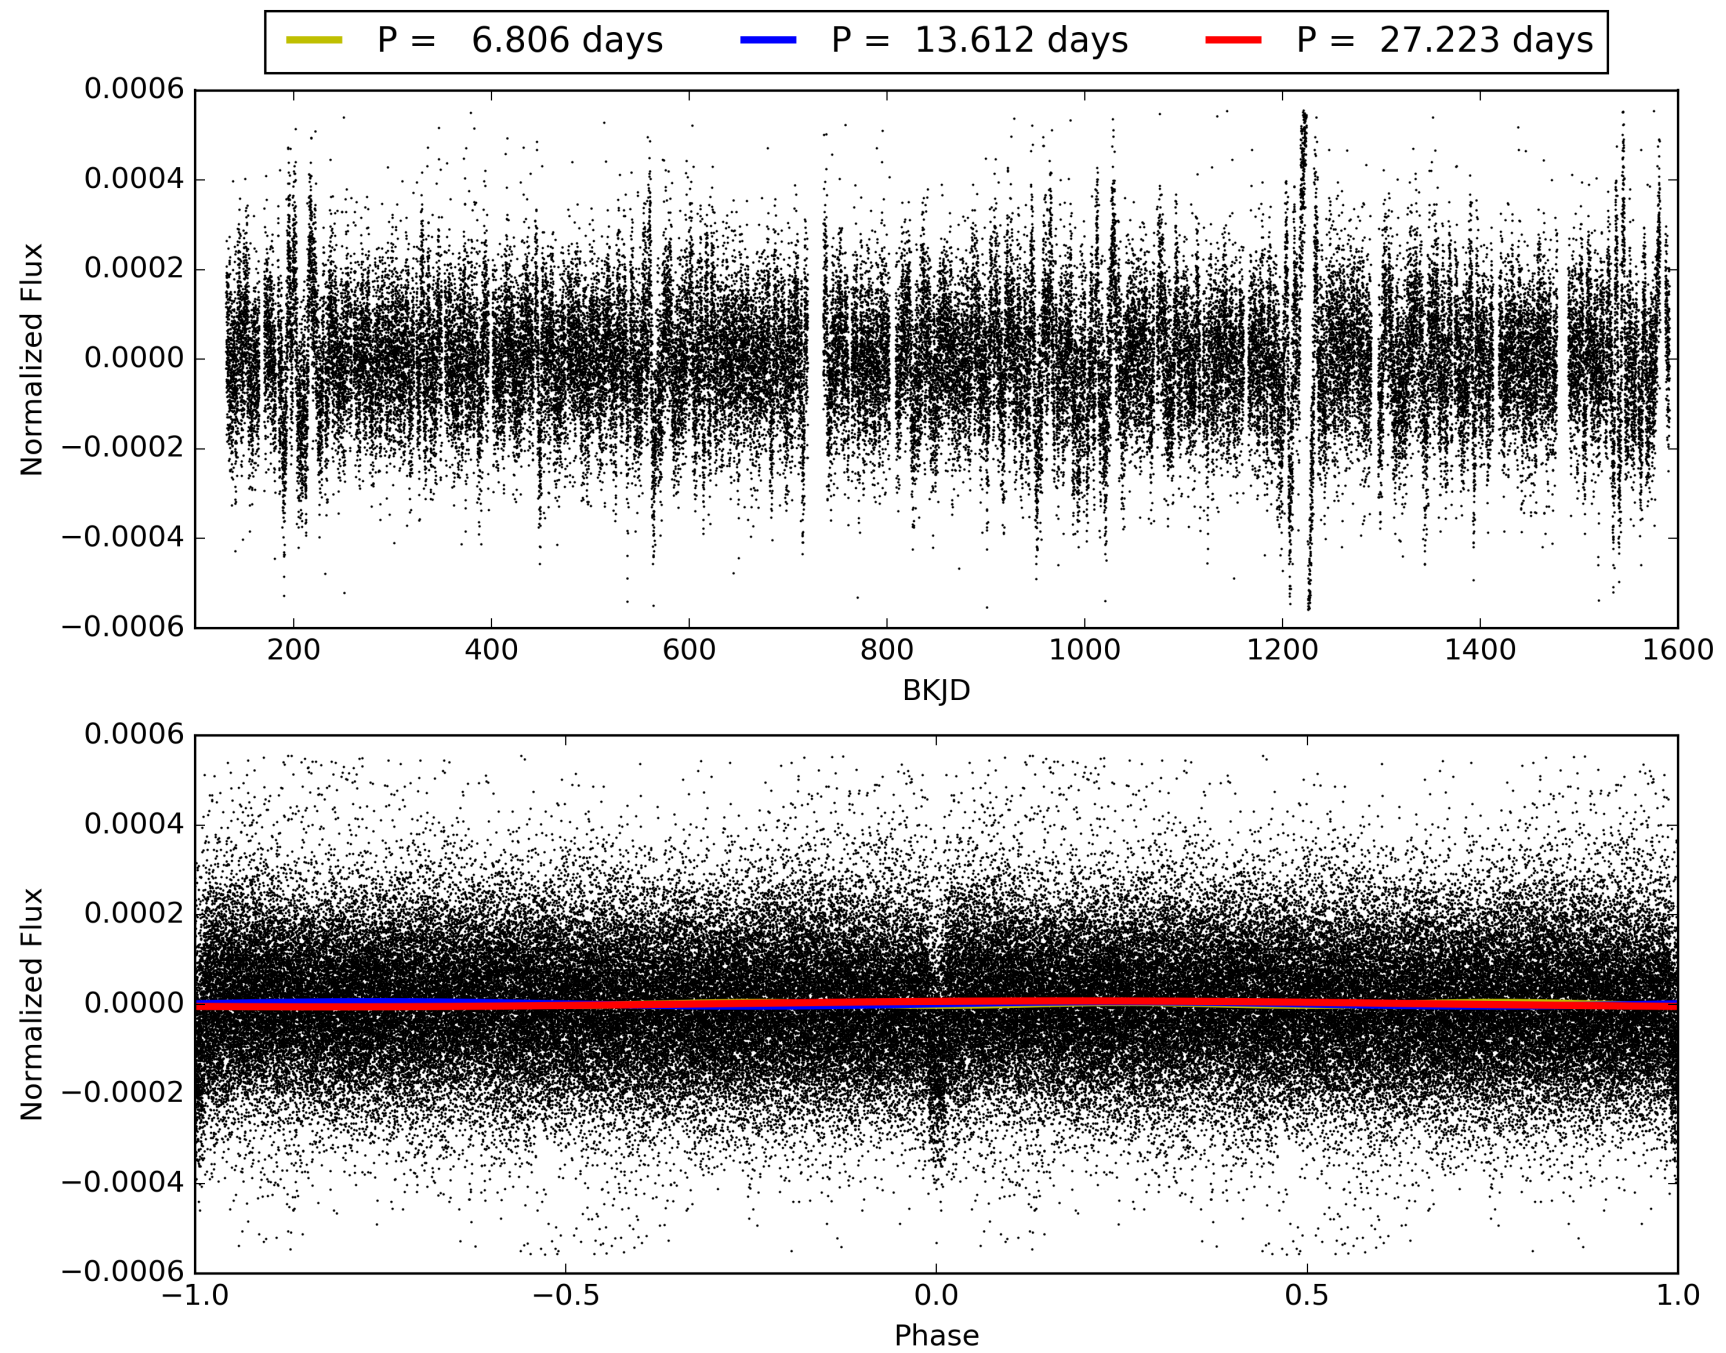 P = 6.806 days P = 13.612 days P = 27.223 days
0.0006
0.0004
0.0002
0.0000
−0.0002
−0.0004
−0.0006
Normalized Flux
200 400 600 800 1000 1200 1400 1600
BKJD
0.0006
0.0004
0.0002
0.0000
−0.0002
−0.0004
−0.0006
Normalized Flux
−1.0 −0.5 0.0 0.5 1.0
Phase